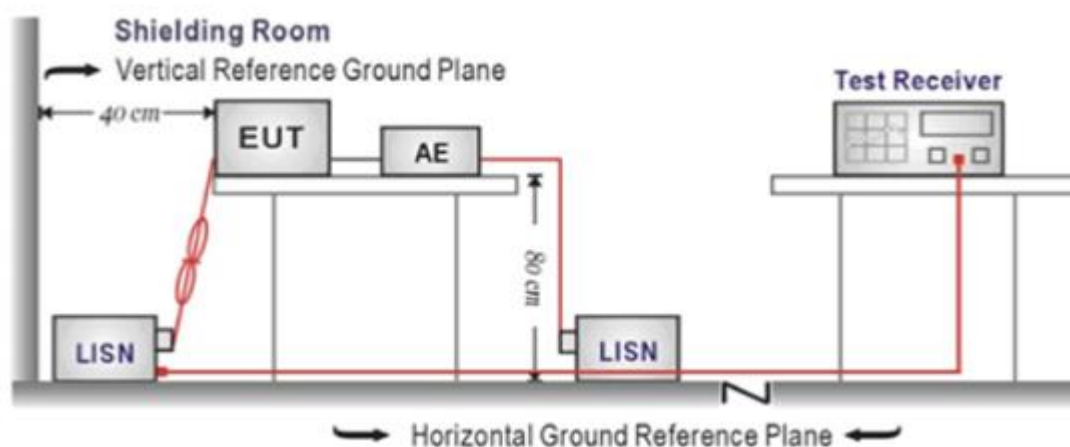 Shielding Room
Vertical Reference Ground Plane
40 cm
EUT
AE
Test Receiver
80 cm
LISN
LISN
Horizontal Ground Reference Plane